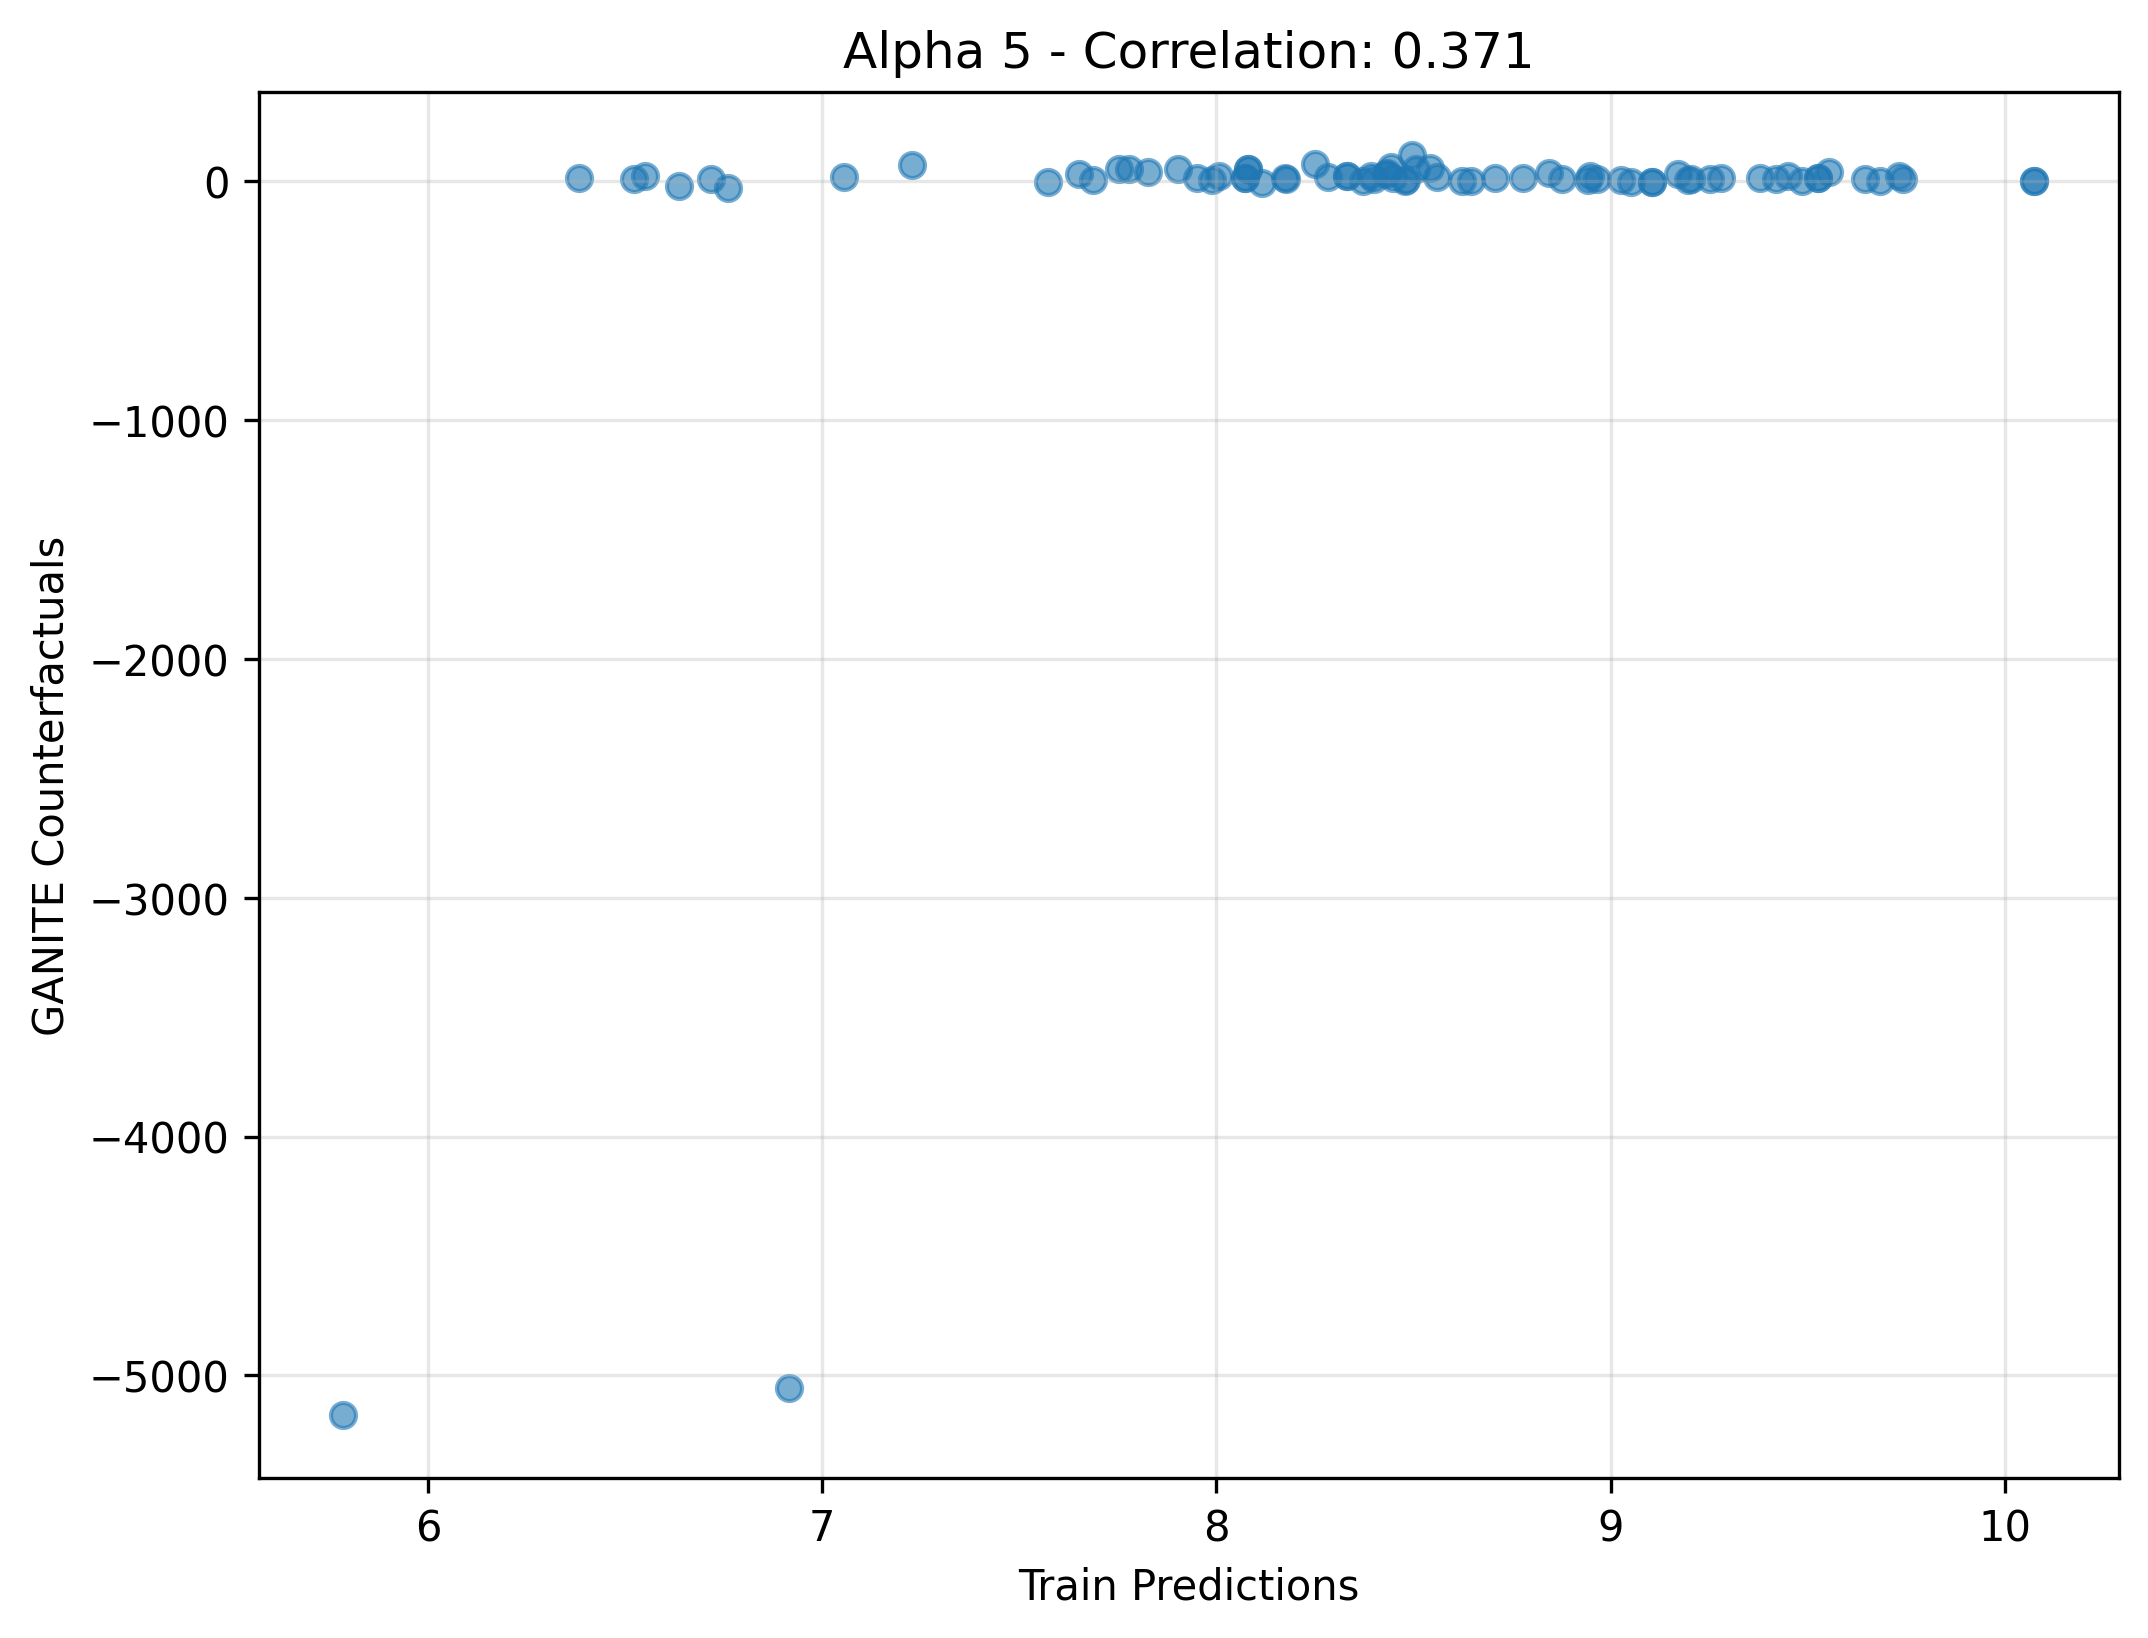 Alpha 5 - Correlation: 0.371
GANITE Counterfactuals
0
−1000
−2000
−3000
−4000
−5000
6 7 8 9 10
Train Predictions